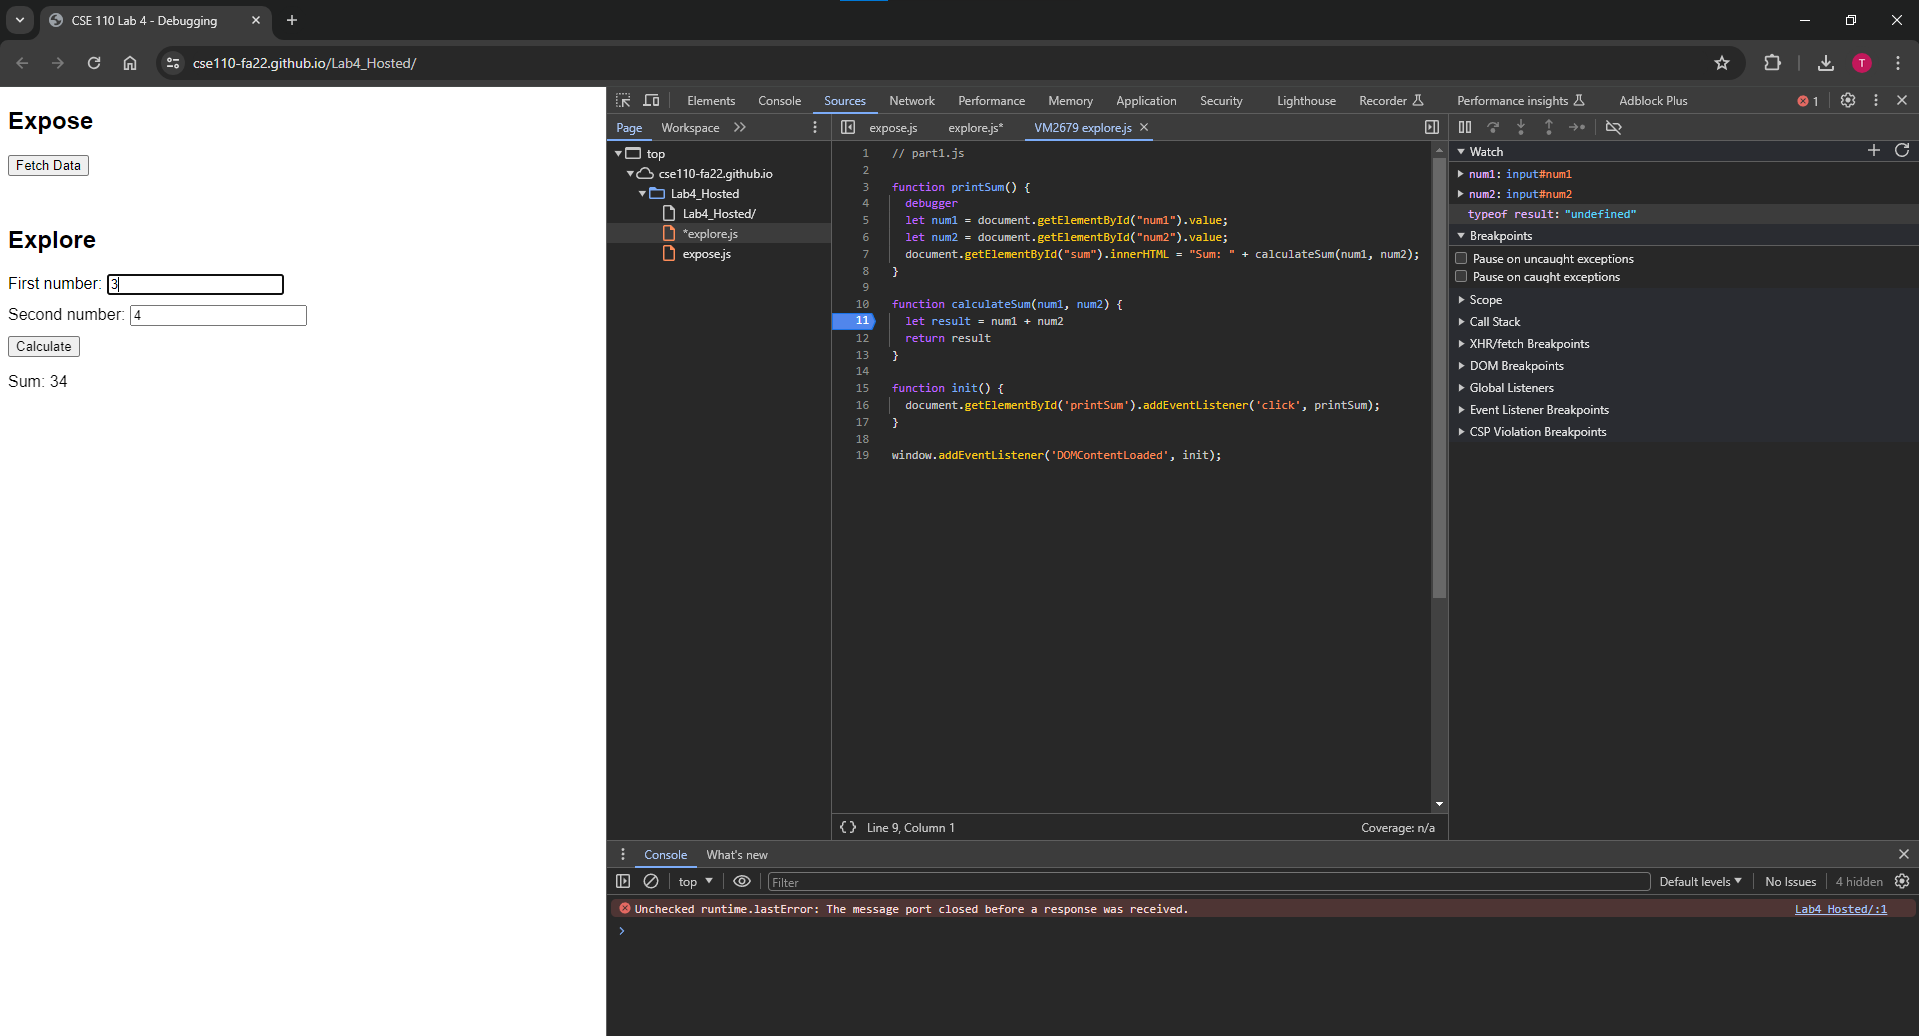 CSE 110 Lab 4 - Debugging
cse110-fa22.github.io/Lab4_Hosted/
T
Expose
Fetch Data
Explore
First number: 3
Second number: 4
Calculate
Sum: 34
Elements Console Sources Network Performance Memory Application Security Lighthouse Recorder Performance insights Adblock Plus 1
Page Workspace
top
cse110-fa22.github.io
Lab4_Hosted
Lab4_Hosted/
*explore.js
expose.js
expose.js explore.js* VM2679 explore.js
1 // part1.js
2
3 function printSum() {
4 debugger
5 let num1 = document.getElementById("num1").value;
6 let num2 = document.getElementById("num2").value;
7 document.getElementById("sum").innerHTML = "Sum: " + calculateSum(num1, num2);
8 }
9
10 function calculateSum(num1, num2) {
11 let result = num1 + num2
12 return result
13 }
14
15 function init() {
16 document.getElementById('printSum').addEventListener('click', printSum);
17 }
18
19 window.addEventListener('DOMContentLoaded', init);
{} Line 9, Column 1 Coverage: n/a
Watch
num1: input#num1
num2: input#num2
typeof result: "undefined"
Breakpoints
Pause on uncaught exceptions
Pause on caught exceptions
Scope
Call Stack
XHR/fetch Breakpoints
DOM Breakpoints
Global Listeners
Event Listener Breakpoints
CSP Violation Breakpoints
Console What's new
top Filter Default levels No Issues 4 hidden
Unchecked runtime.lastError: The message port closed before a response was received. Lab4 Hosted/:1